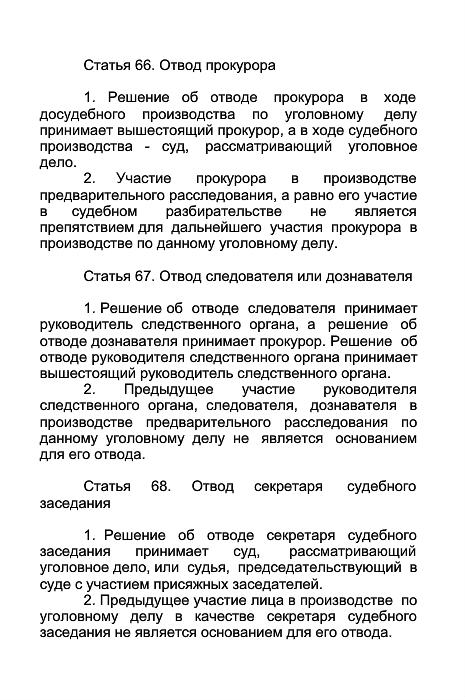 Статья 66. Отвод прокурора
1. Решение об отводе прокурора в ходе
досудебного производства по уголовному делу
принимает вышестоящий прокурор, а в ходе судебного
производства - суд, рассматривающий уголовное
дело.
2. Участие прокурора в производстве
предварительного расследования, а равно его участие
в судебном разбирательстве не является
препятствием для дальнейшего участия прокурора в
производстве по данному уголовному делу.
Статья 67. Отвод следователя или дознавателя
1. Решение об отводе следователя принимает
руководитель следственного органа, а решение об
отводе дознавателя принимает прокурор. Решение об
отводе руководителя следственного органа принимает
вышестоящий руководитель следственного органа.
2. Предыдущее участие руководителя
следственного органа, следователя, дознавателя в
производстве предварительного расследования по
данному уголовному делу не является основанием
для его отвода.
Статья 68. Отвод секретаря судебного
заседания
1. Решение об отводе секретаря судебного
заседания принимает суд, рассматривающий
уголовное дело, или судья, председательствующий в
суде с участием присяжных заседателей.
2. Предыдущее участие лица в производстве по
уголовному делу в качестве секретаря судебного
заседания не является основанием для его отвода.